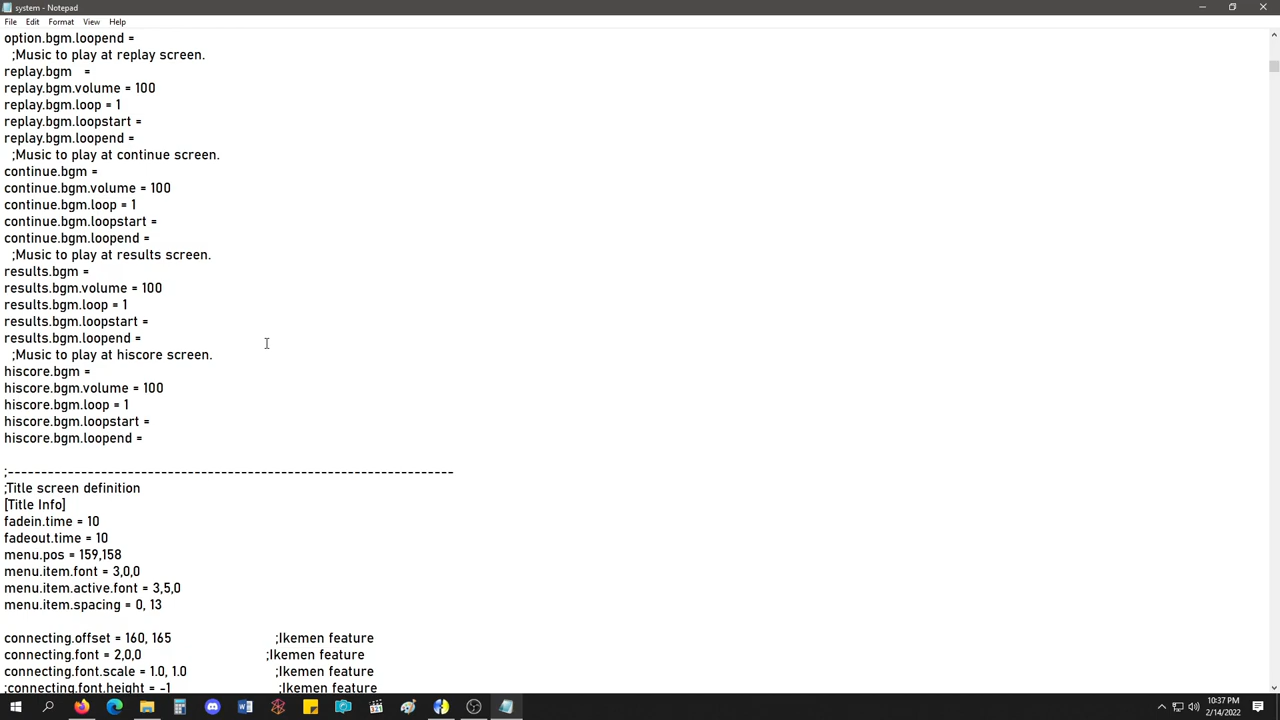 system - Notepad
File Edit Format View Help
option.bgm.loopend =
;Music to play at replay screen.
replay.bgm =
replay.bgm.volume = 100
replay.bgm.loop = 1
replay.bgm.loopstart =
replay.bgm.loopend =
;Music to play at continue screen.
continue.bgm =
continue.bgm.volume = 100
continue.bgm.loop = 1
continue.bgm.loopstart =
continue.bgm.loopend =
;Music to play at results screen.
results.bgm =
results.bgm.volume = 100
results.bgm.loop = 1
results.bgm.loopstart =
results.bgm.loopend =
;Music to play at hiscore screen.
hiscore.bgm =
hiscore.bgm.volume = 100
hiscore.bgm.loop = 1
hiscore.bgm.loopstart =
hiscore.bgm.loopend =
;-------------------------------------------------------------------
;Title screen definition
[Title Info]
fadein.time = 10
fadeout.time = 10
menu.pos = 159,158
menu.item.font = 3,0,0
menu.item.active.font = 3,5,0
menu.item.spacing = 0, 13
connecting.offset = 160, 165 ;Ikemen feature
connecting.font = 2,0,0 ;Ikemen feature
connecting.font.scale = 1.0, 1.0 ;Ikemen feature
;connecting.font.height = -1 ;Ikemen feature
10:37 PM
2/14/2022